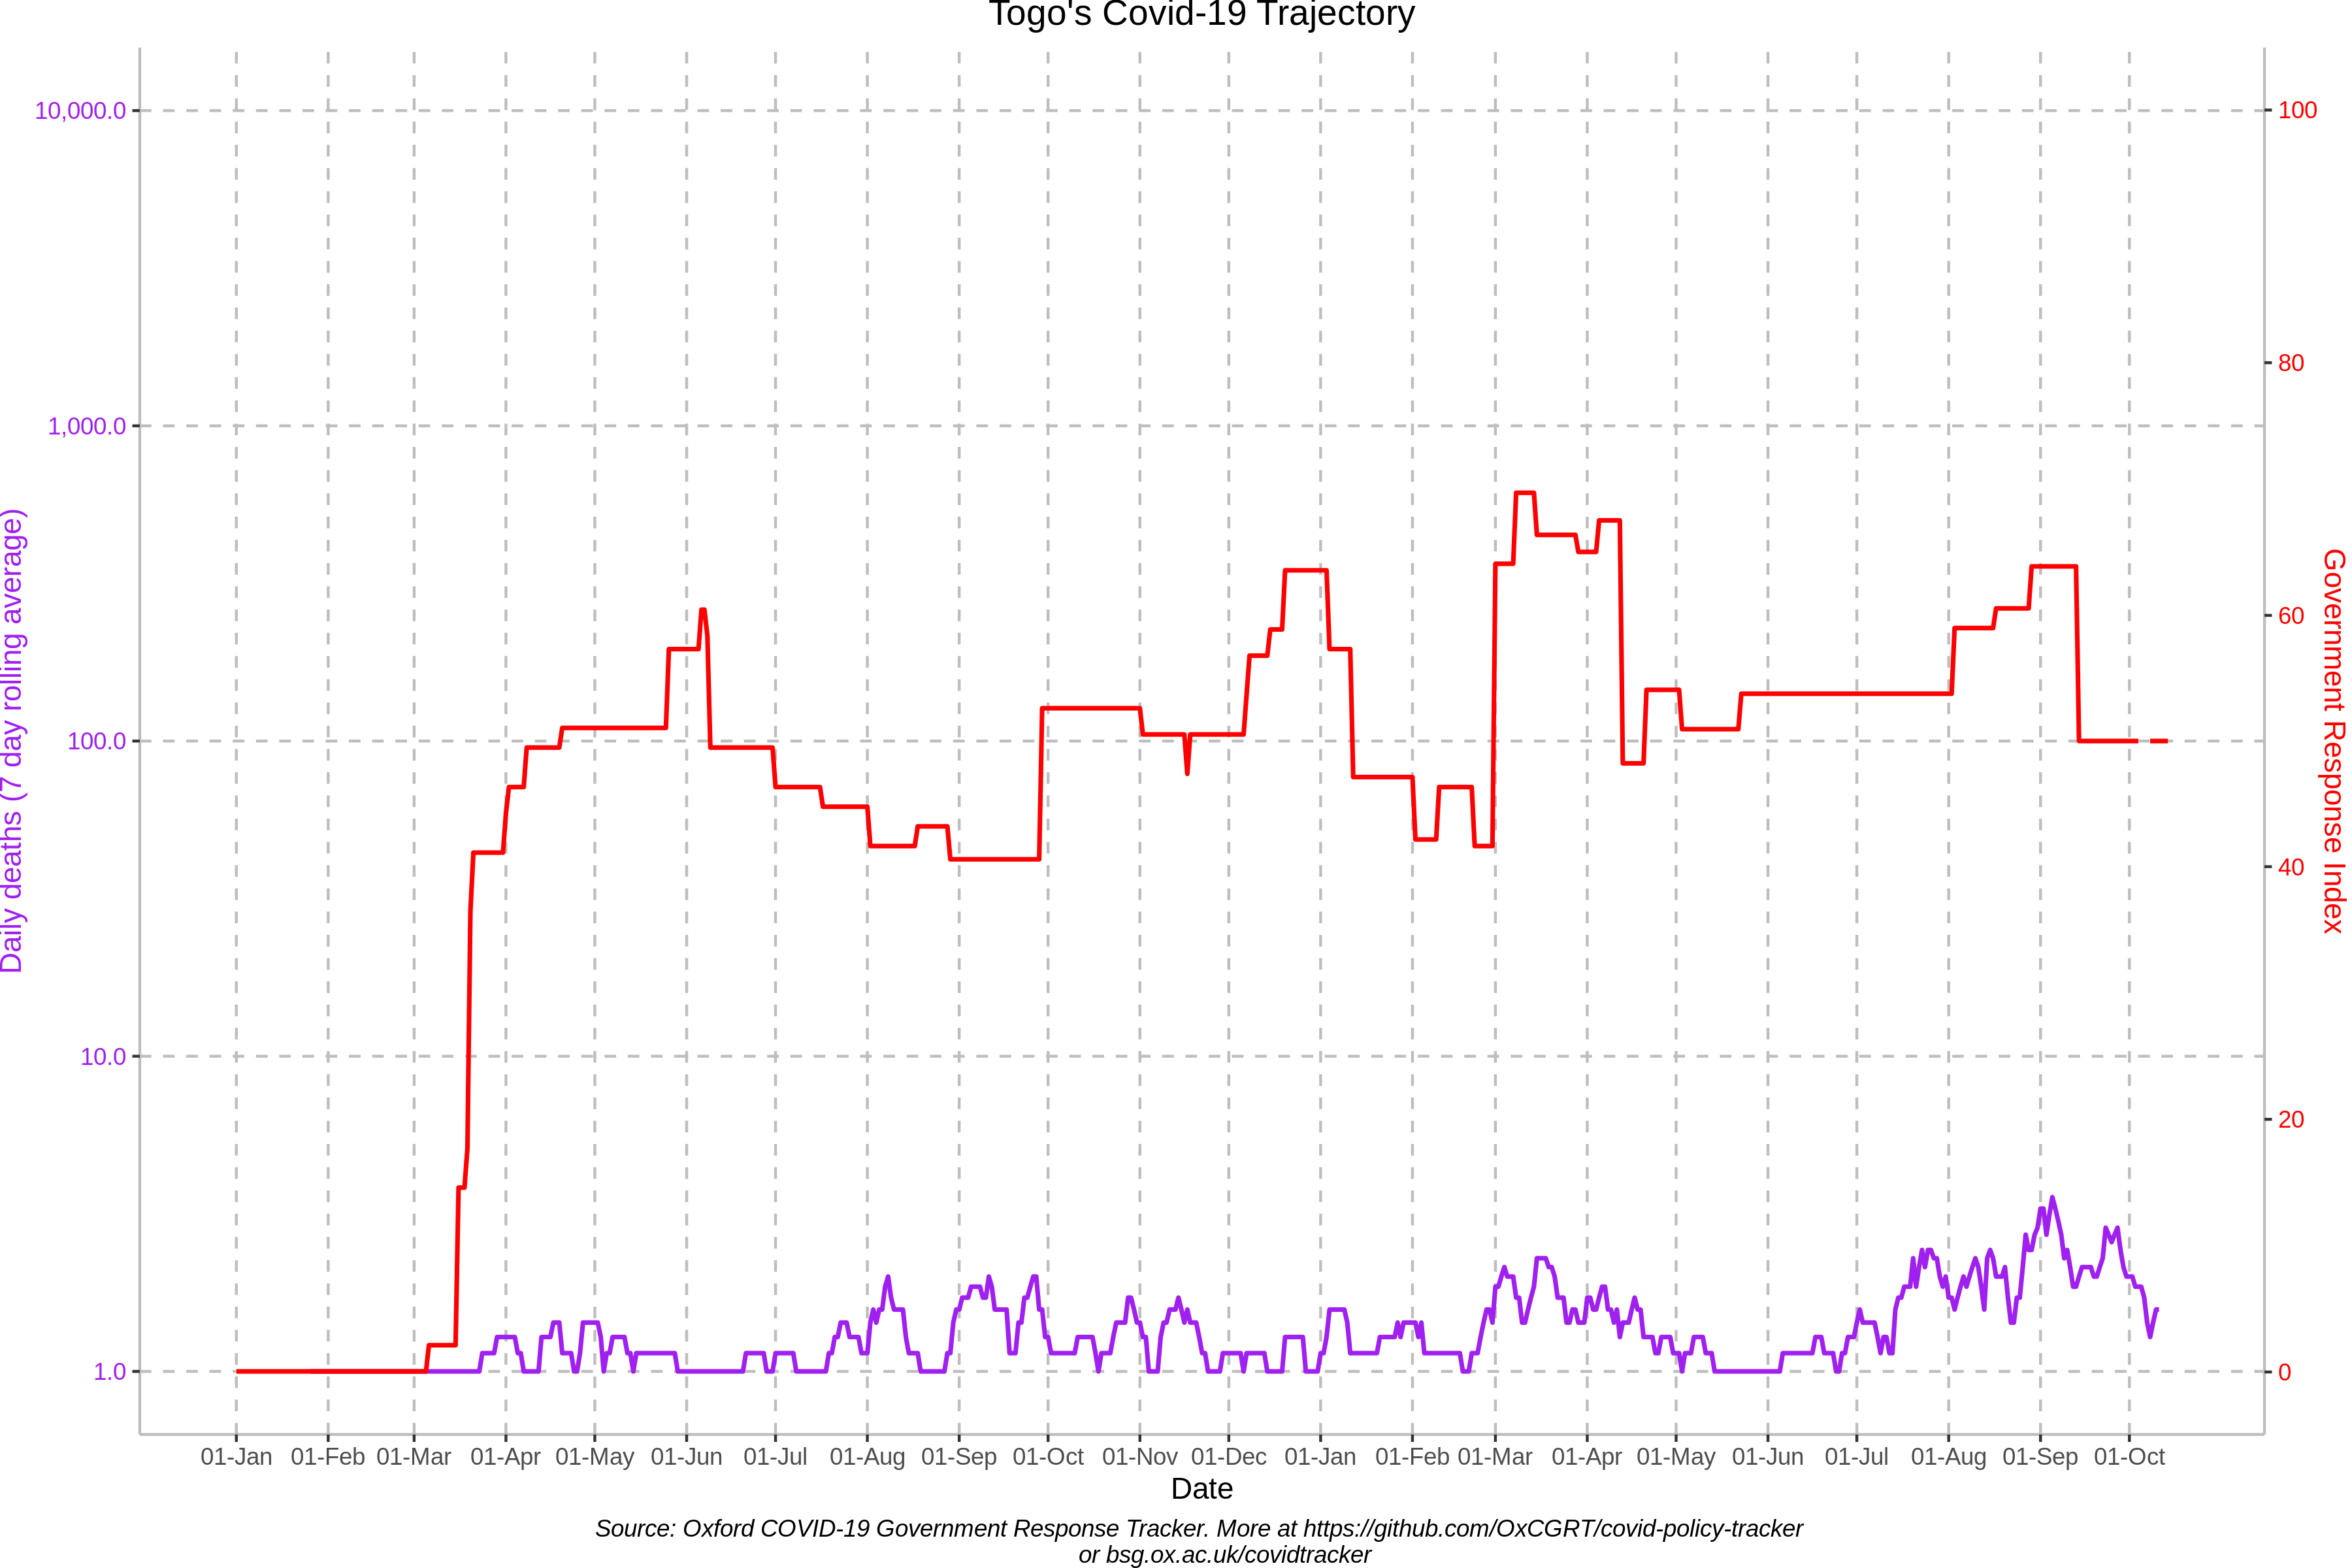 Togo's Covid-19 Trajectory
10,000.0
1,000.0
100.0
10.0
1.0
Daily deaths (7 day rolling average)
100
80
60
40
20
0
Government Response Index
01-Jan 01-Feb 01-Mar 01-Apr 01-May 01-Jun 01-Jul 01-Aug 01-Sep 01-Oct 01-Nov 01-Dec 01-Jan 01-Feb 01-Mar 01-Apr 01-May 01-Jun 01-Jul 01-Aug 01-Sep 01-Oct
Date
Source: Oxford COVID-19 Government Response Tracker. More at https://github.com/OxCGRT/covid-policy-tracker
or bsg.ox.ac.uk/covidtracker